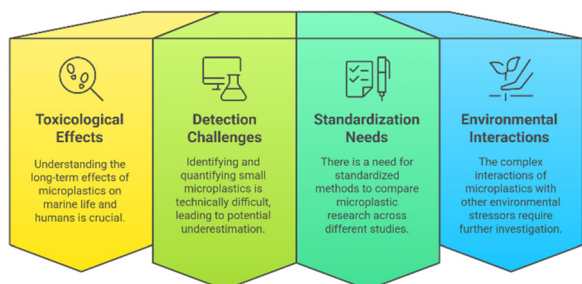 Toxicological
Effects
Understanding the
long-term effects of
microplastics on
marine life and
humans is crucial.
Detection
Challenges
Identifying and
quantifying small
microplastics is
technically difficult,
leading to potential
underestimation.
Standardization
Needs
There is a need for
standardized
methods to compare
microplastic
research across
different studies.
Environmental
Interactions
The complex
interactions of
microplastics with
other environmental
stressors require
further investigation.